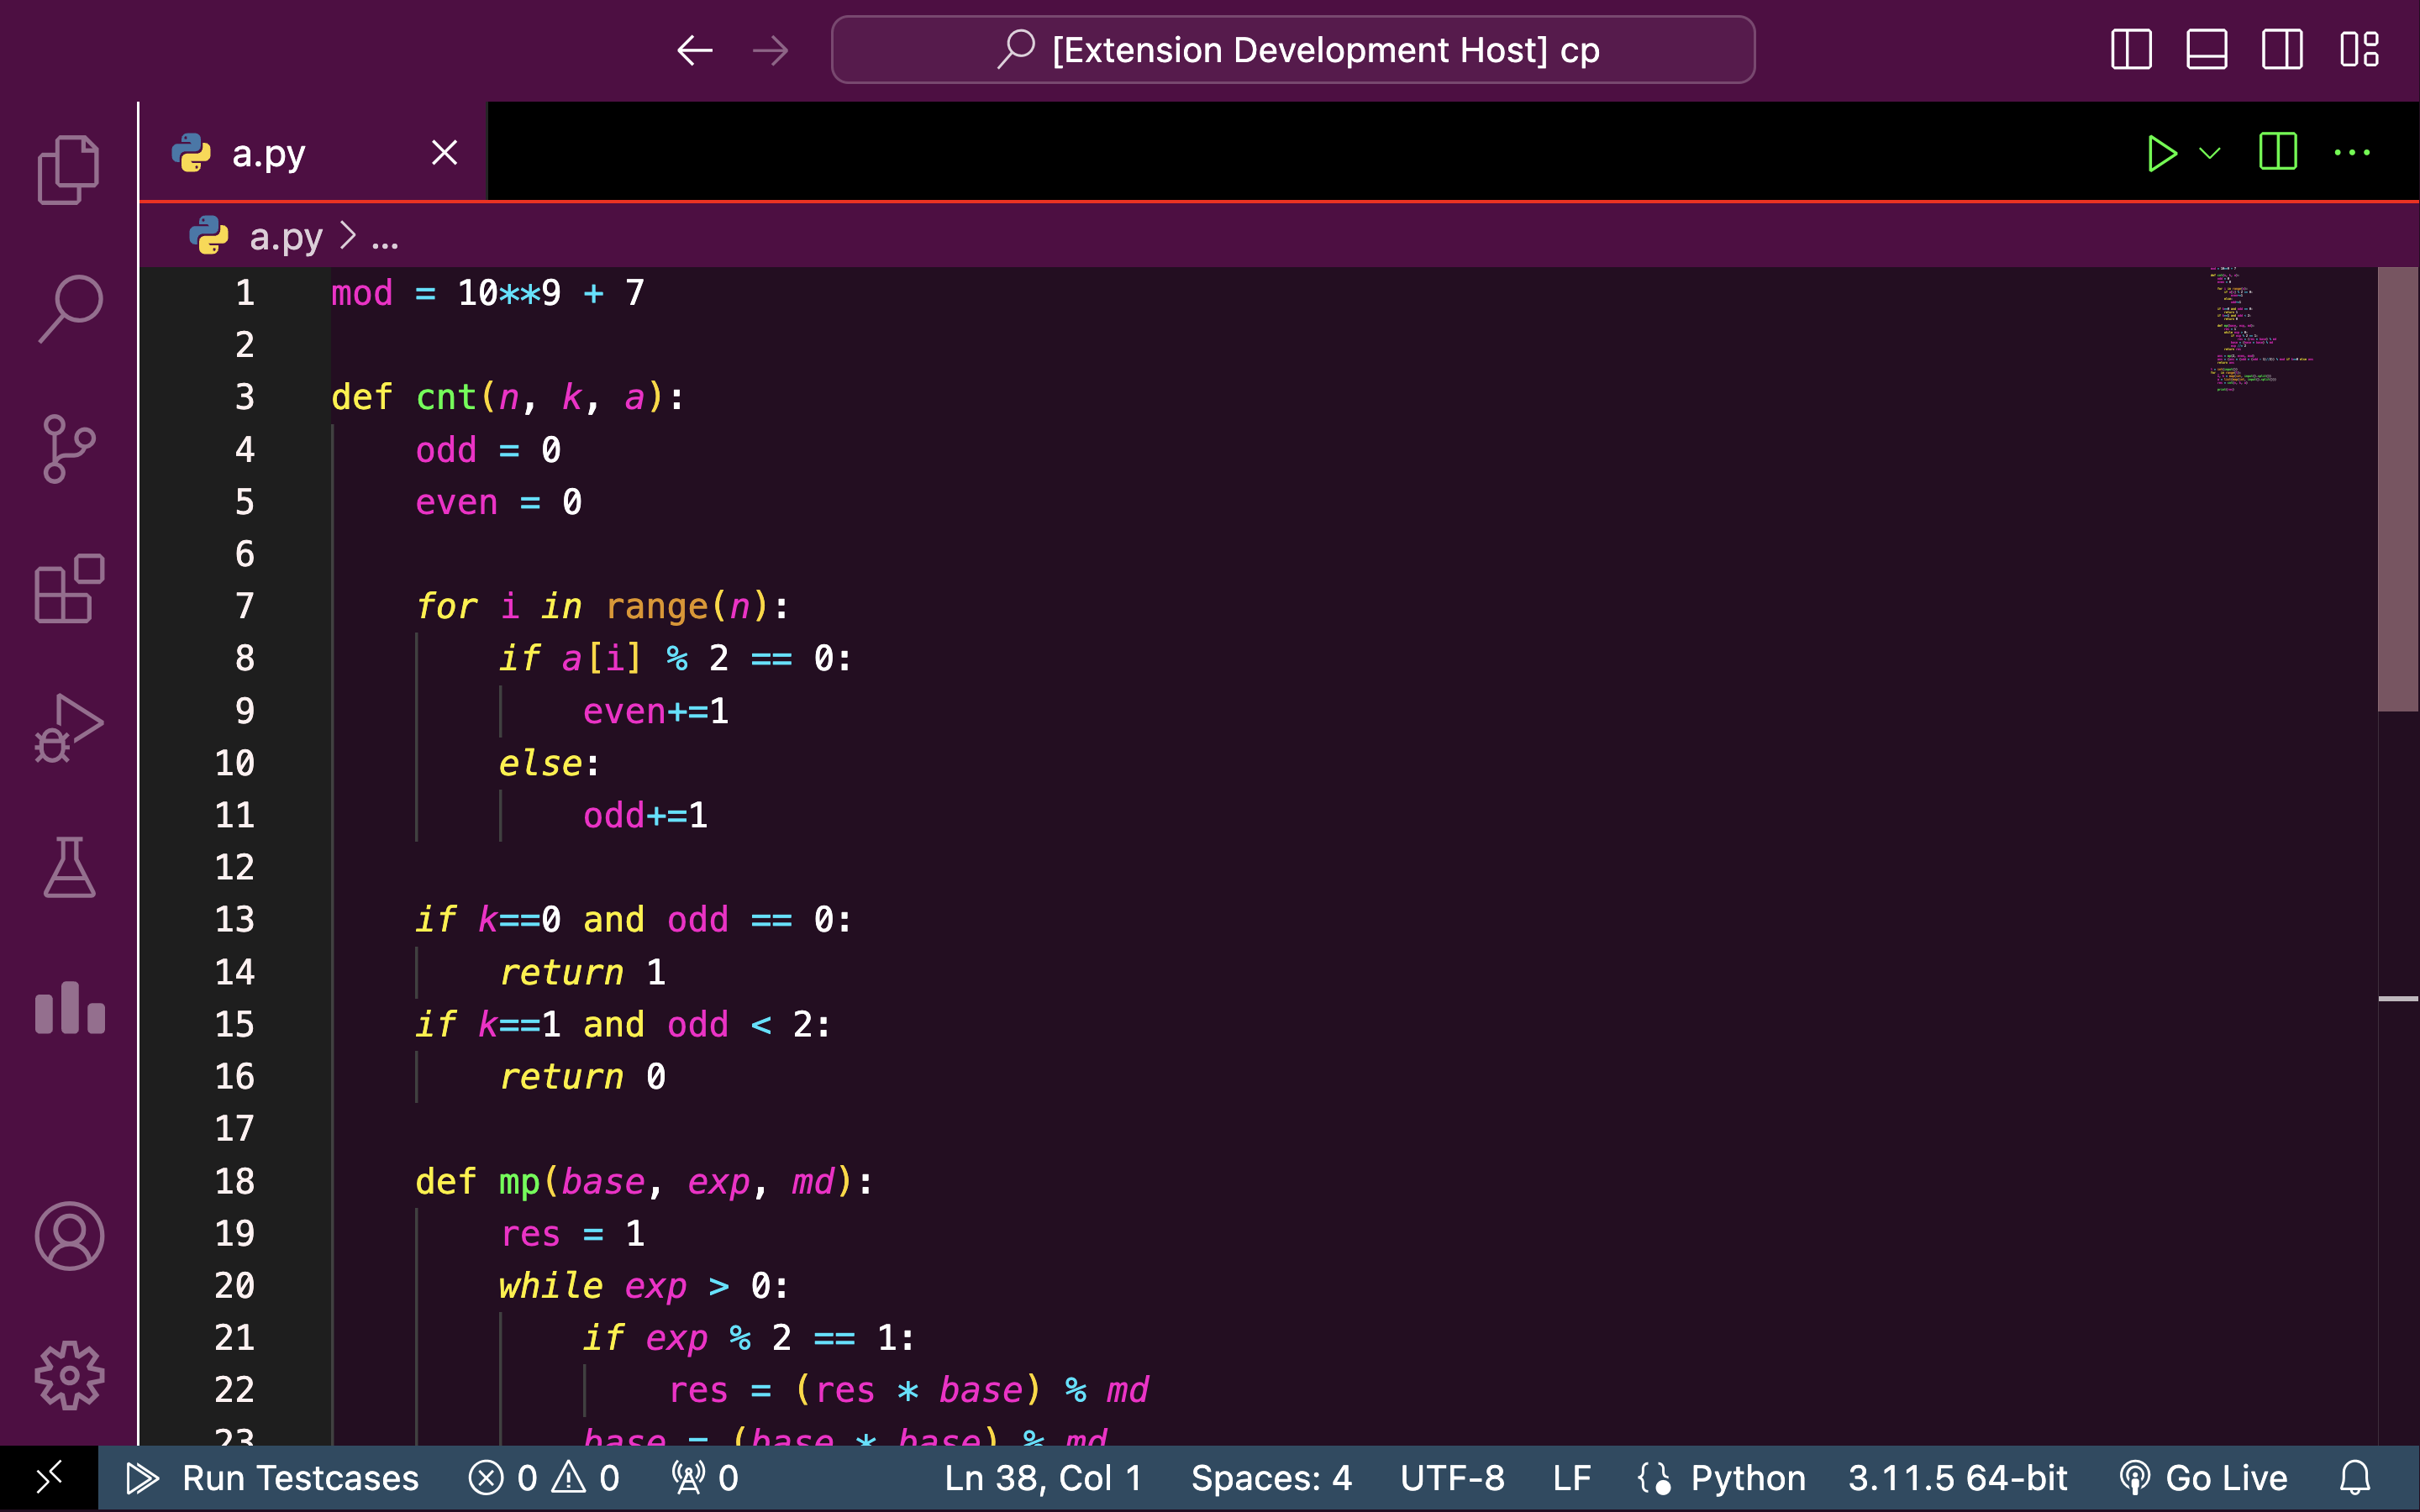 [Extension Development Host] cp
a.py
a.py > ...
1 mod = 10**9 + 7
2
3 def cnt(n, k, a):
4     odd = 0
5     even = 0
6
7     for i in range(n):
8         if a[i] % 2 == 0:
9             even+=1
10         else:
11             odd+=1
12
13     if k==0 and odd == 0:
14         return 1
15     if k==1 and odd < 2:
16         return 0
17
18     def mp(base, exp, md):
19         res = 1
20         while exp > 0:
21             if exp % 2 == 1:
22                 res = (res * base) % md
23             base = (base * base) % md
Run Testcases 0 0 0 Ln 38, Col 1 Spaces: 4 UTF-8 LF Python 3.11.5 64-bit Go Live